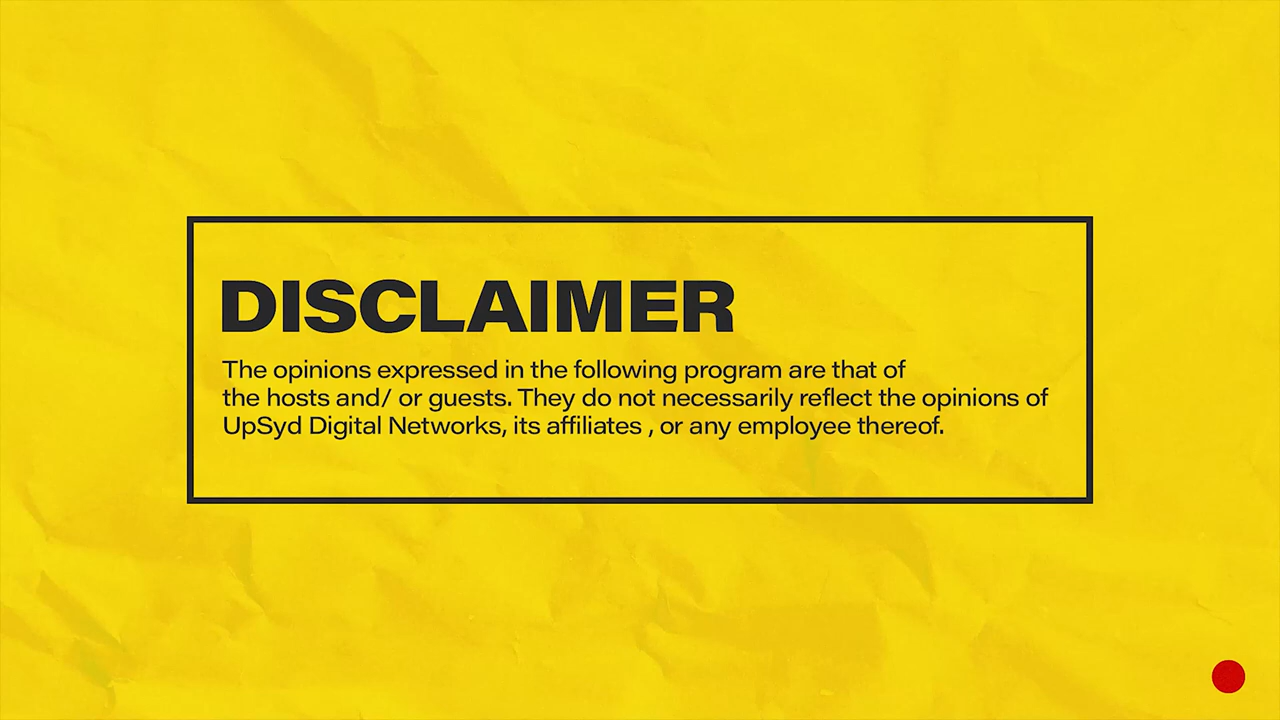 DISCLAIMER
The opinions expressed in the following program are that of
the hosts and/ or guests. They do not necessarily reflect the opinions of
UpSyd Digital Networks, its affiliates , or any employee thereof.